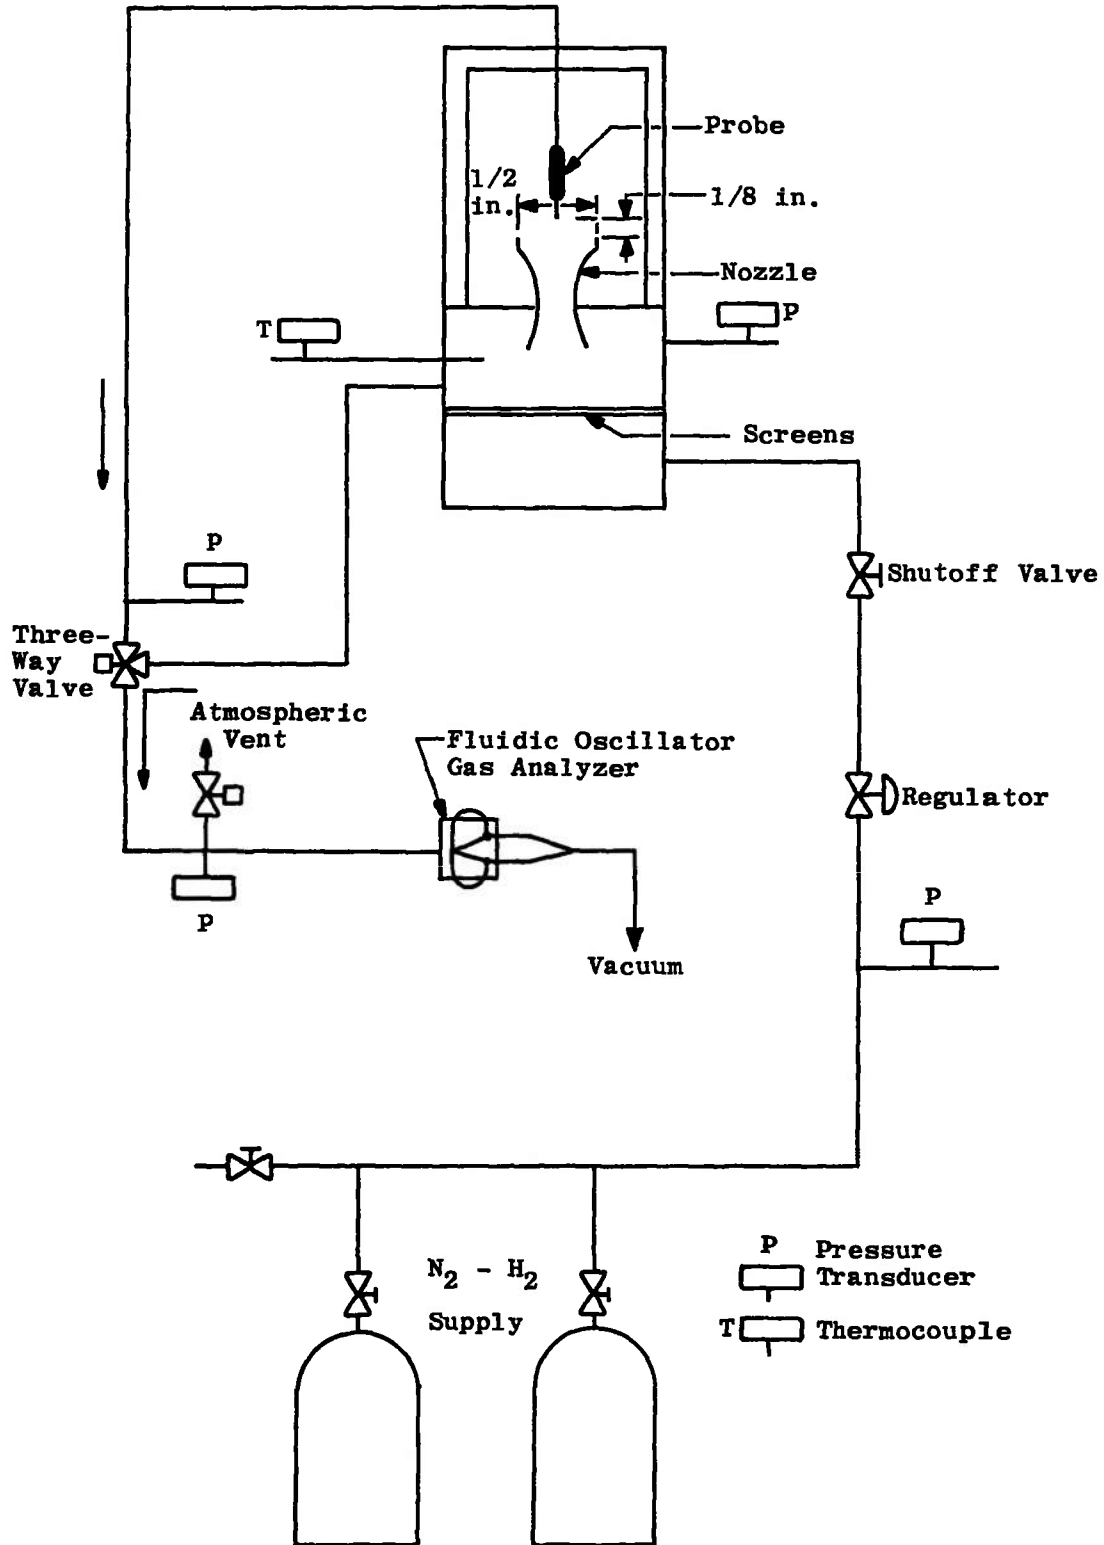 Probe
1/2
in.
1/8 in.
Nozzle
T
P
Screens
P
Shutoff Valve
Three-
Way
Valve
Atmospheric
Vent
Fluidic Oscillator
Gas Analyzer
Regulator
P
P
Vacuum
N2 - H2
Supply
P Pressure
Transducer
T Thermocouple